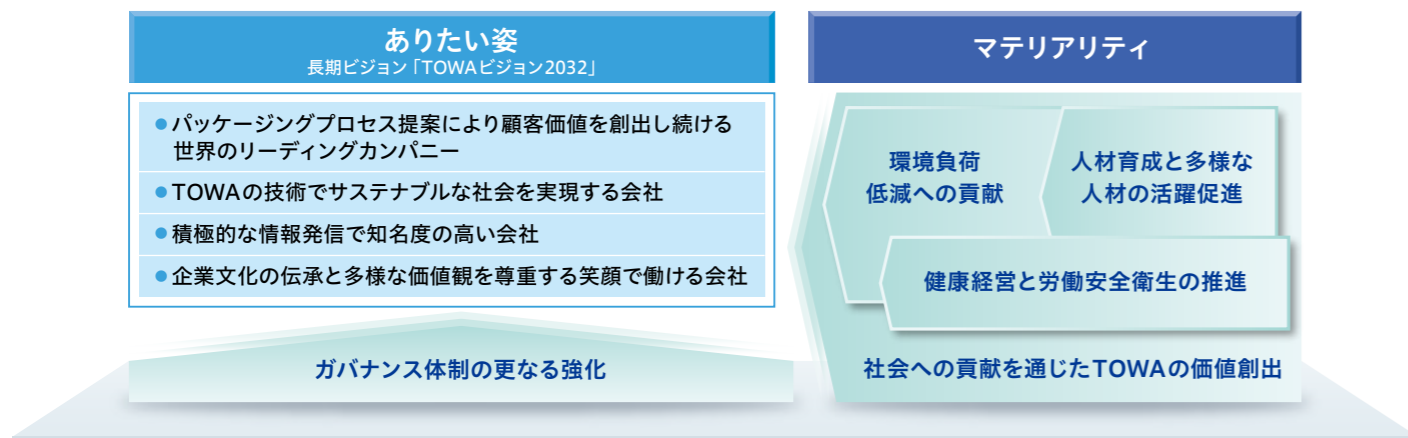 ありたい姿
長期ビジョン「TOWAビジョン2032」
●パッケージングプロセス提案により顧客価値を創出し続ける
世界のリーディングカンパニー
●TOWAの技術でサステナブルな社会を実現する会社
●積極的な情報発信で知名度の高い会社
●企業文化の伝承と多様な価値観を尊重する笑顔で働ける会社
ガバナンス体制の更なる強化
マテリアリティ
環境負荷
低減への貢献
人材育成と多様な
人材の活躍促進
健康経営と労働安全衛生の推進
社会への貢献を通じたTOWAの価値創出